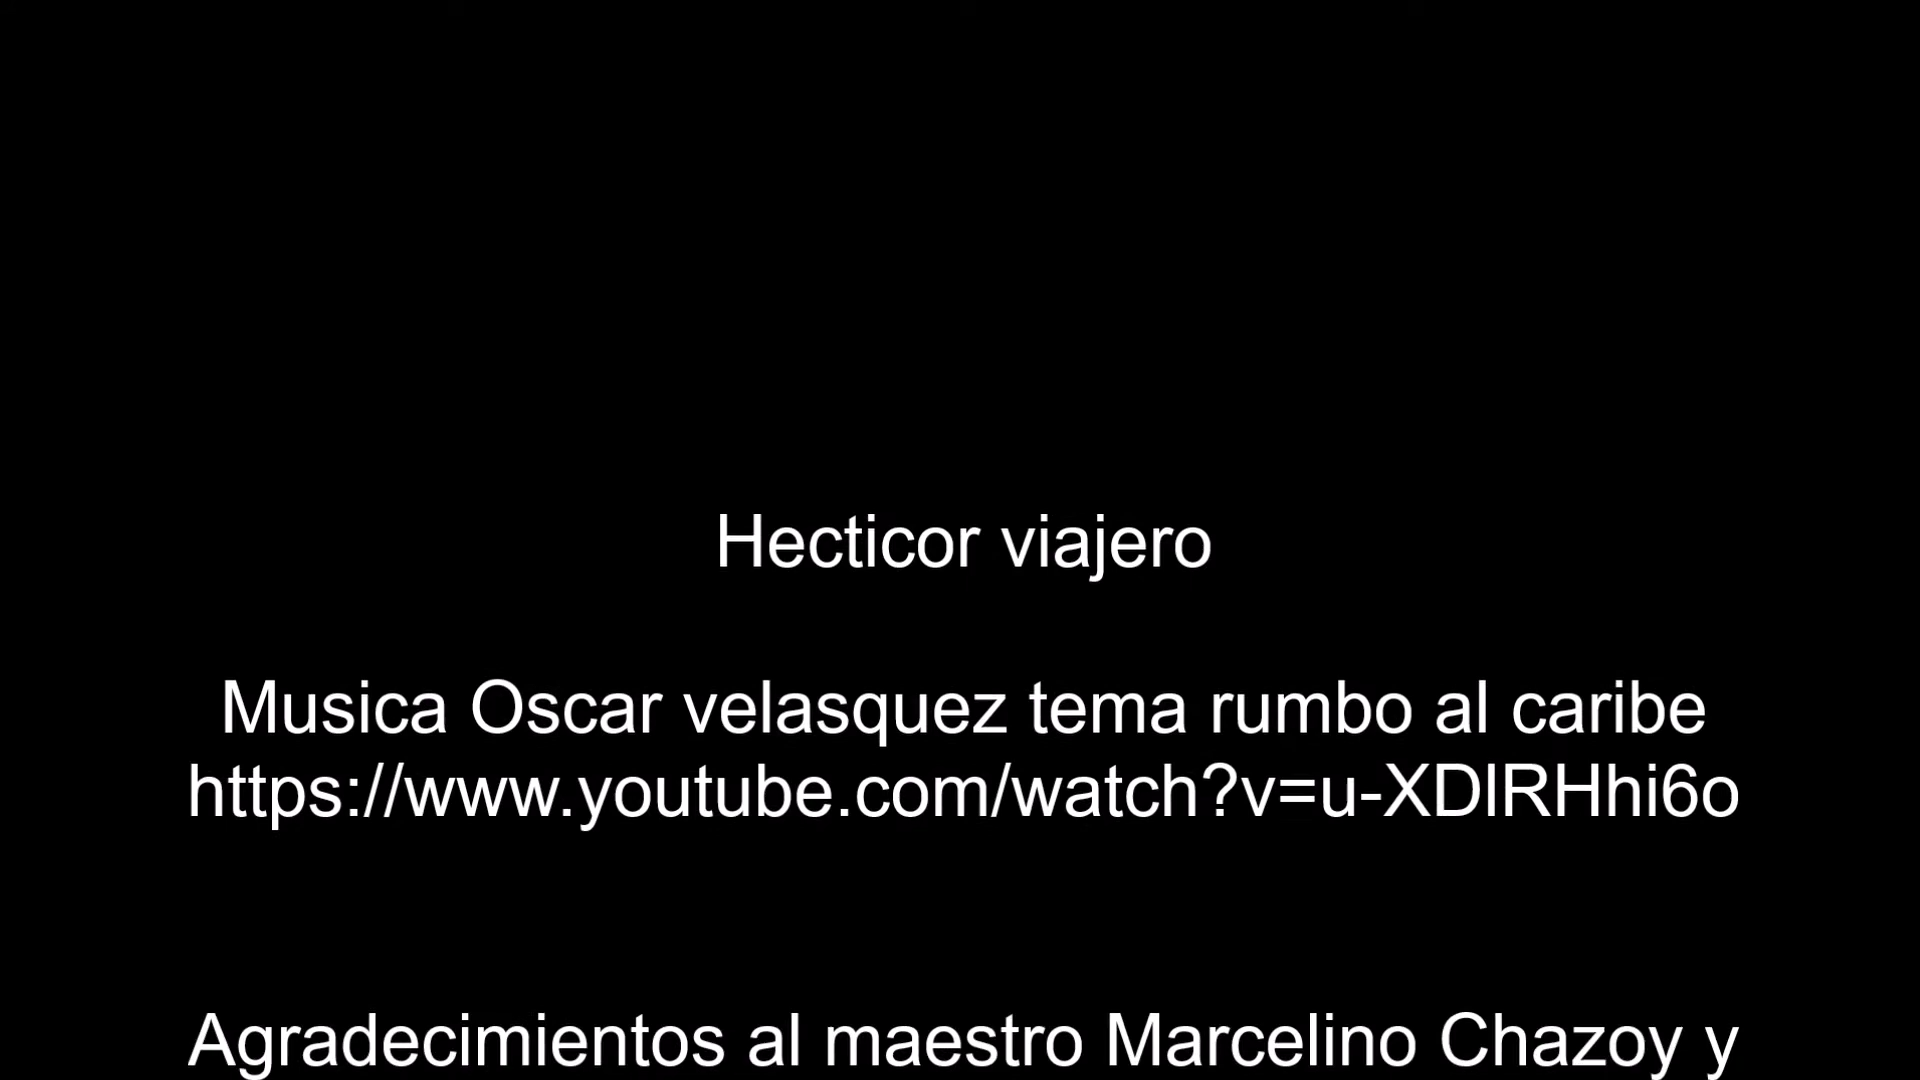 Hecticor viajero
Musica Oscar velasquez tema rumbo al caribe
https://www.youtube.com/watch?v=u-XDlRHhi6o
Agradecimientos al maestro Marcelino Chazoy y